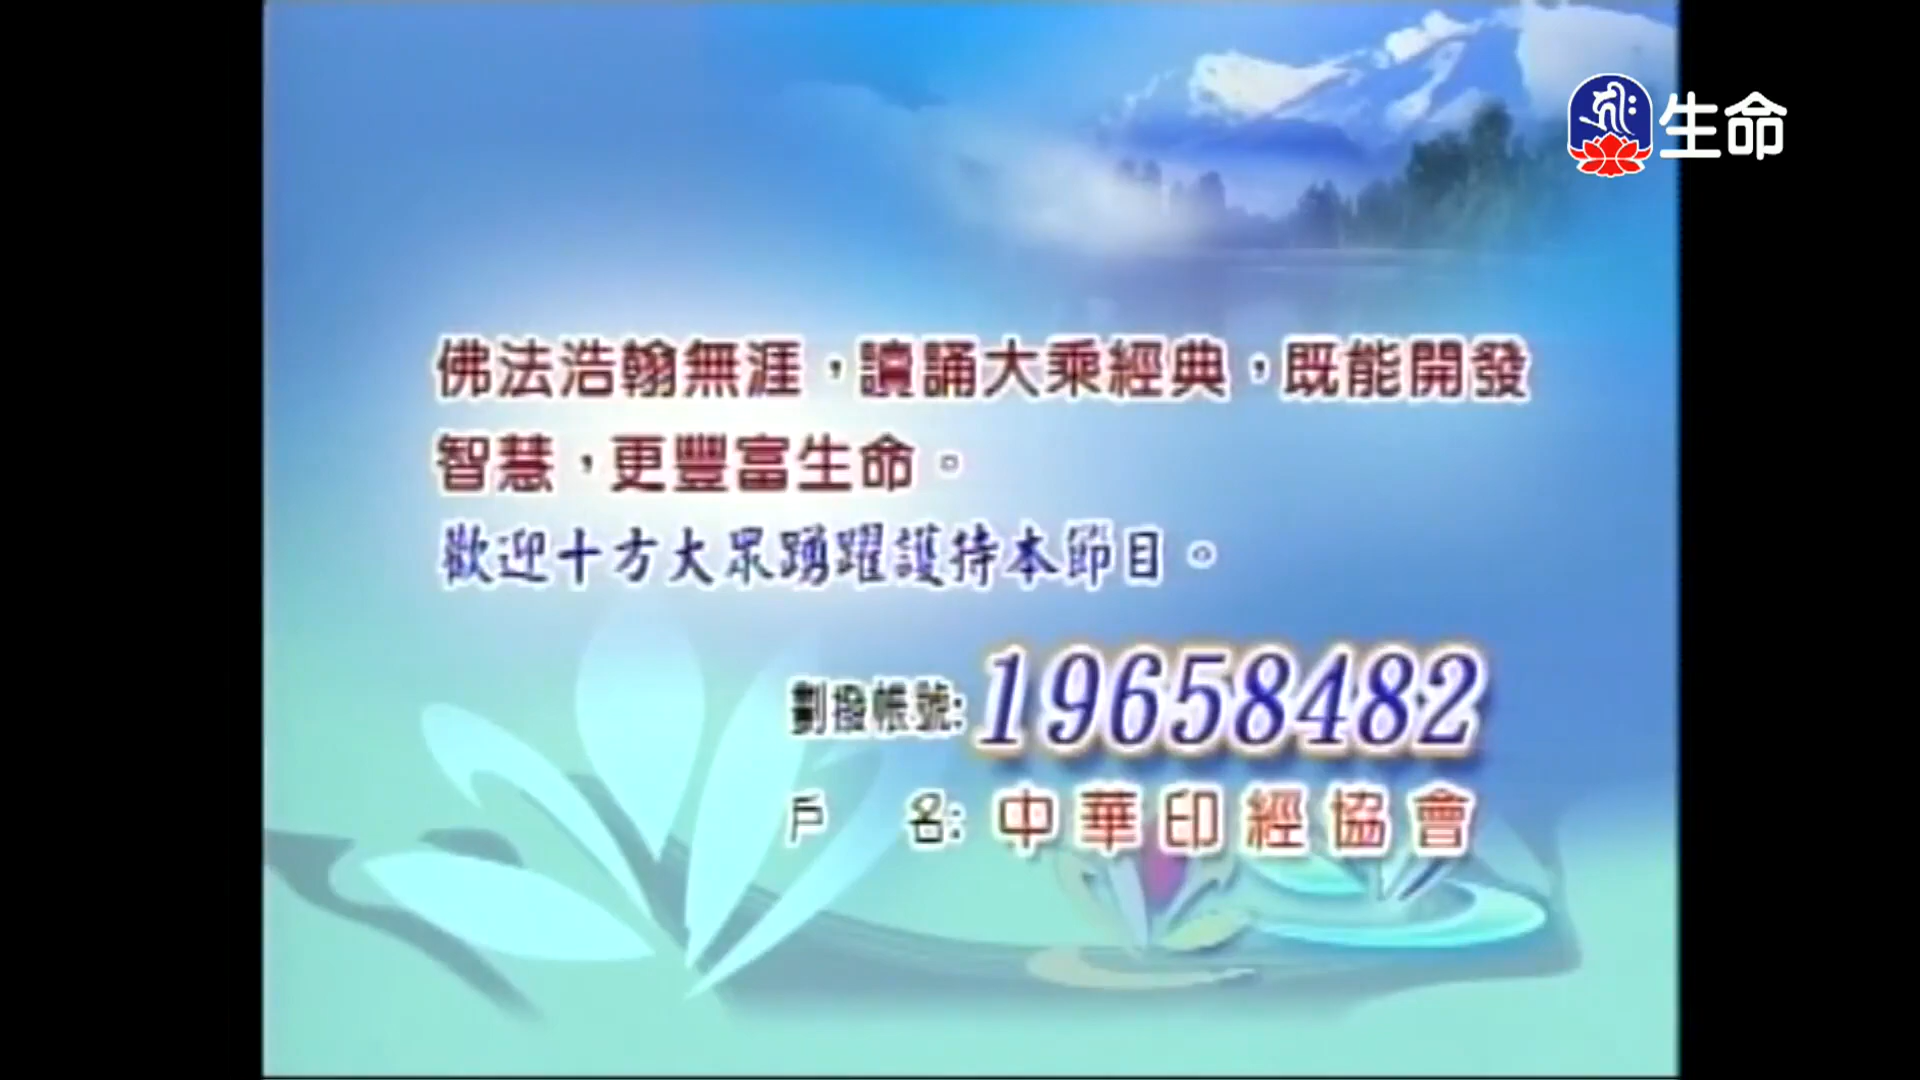 生命
佛法浩翰無涯，讀誦大乘經典，既能開發
智慧，更豐富生命。
歡迎十方大眾踴躍護持本節目。
劃撥帳號:19658482
戶 名:中華印經協會